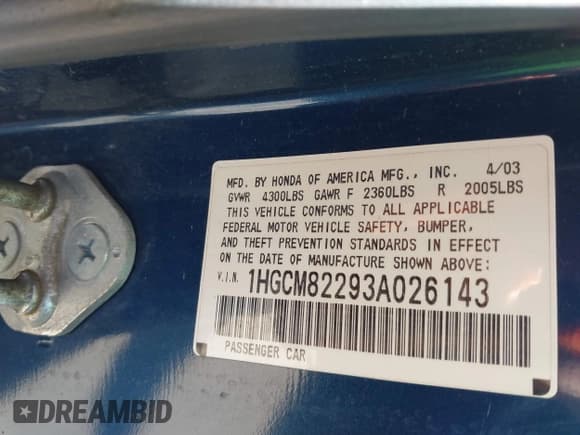 MFD. BY HONDA OF AMERICA MFG., INC. 4/03
GVWR 4300LBS GAWR F 2360LBS R 2005LBS
THIS VEHICLE CONFORMS TO ALL APPLICABLE
FEDERAL MOTOR VEHICLE SAFETY, BUMPER,
AND THEFT PREVENTION STANDARDS IN EFFECT
ON THE DATE OF MANUFACTURE SHOWN ABOVE:
V.I.N. 1HGCM82293A026143
PASSENGER CAR
DREAMBID